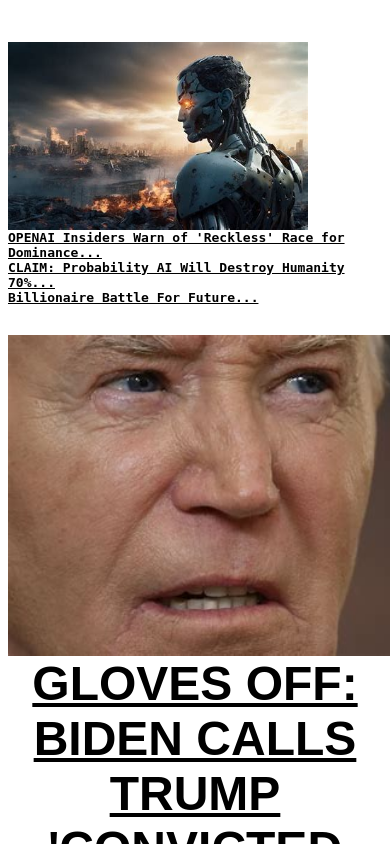 OPENAI Insiders Warn of 'Reckless' Race for
Dominance...
CLAIM: Probability AI Will Destroy Humanity
70%...
Billionaire Battle For Future...
GLOVES OFF:
BIDEN CALLS
TRUMP
'CONVICTED